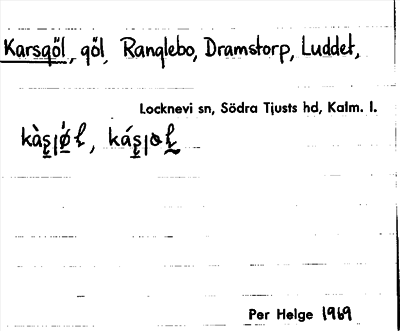 Karsgöl, göl, Ranglebo, Dramstorp, Luddet,
Locknevi sn, Södra Tjusts hd, Kalm. l.
Per Helge 1969